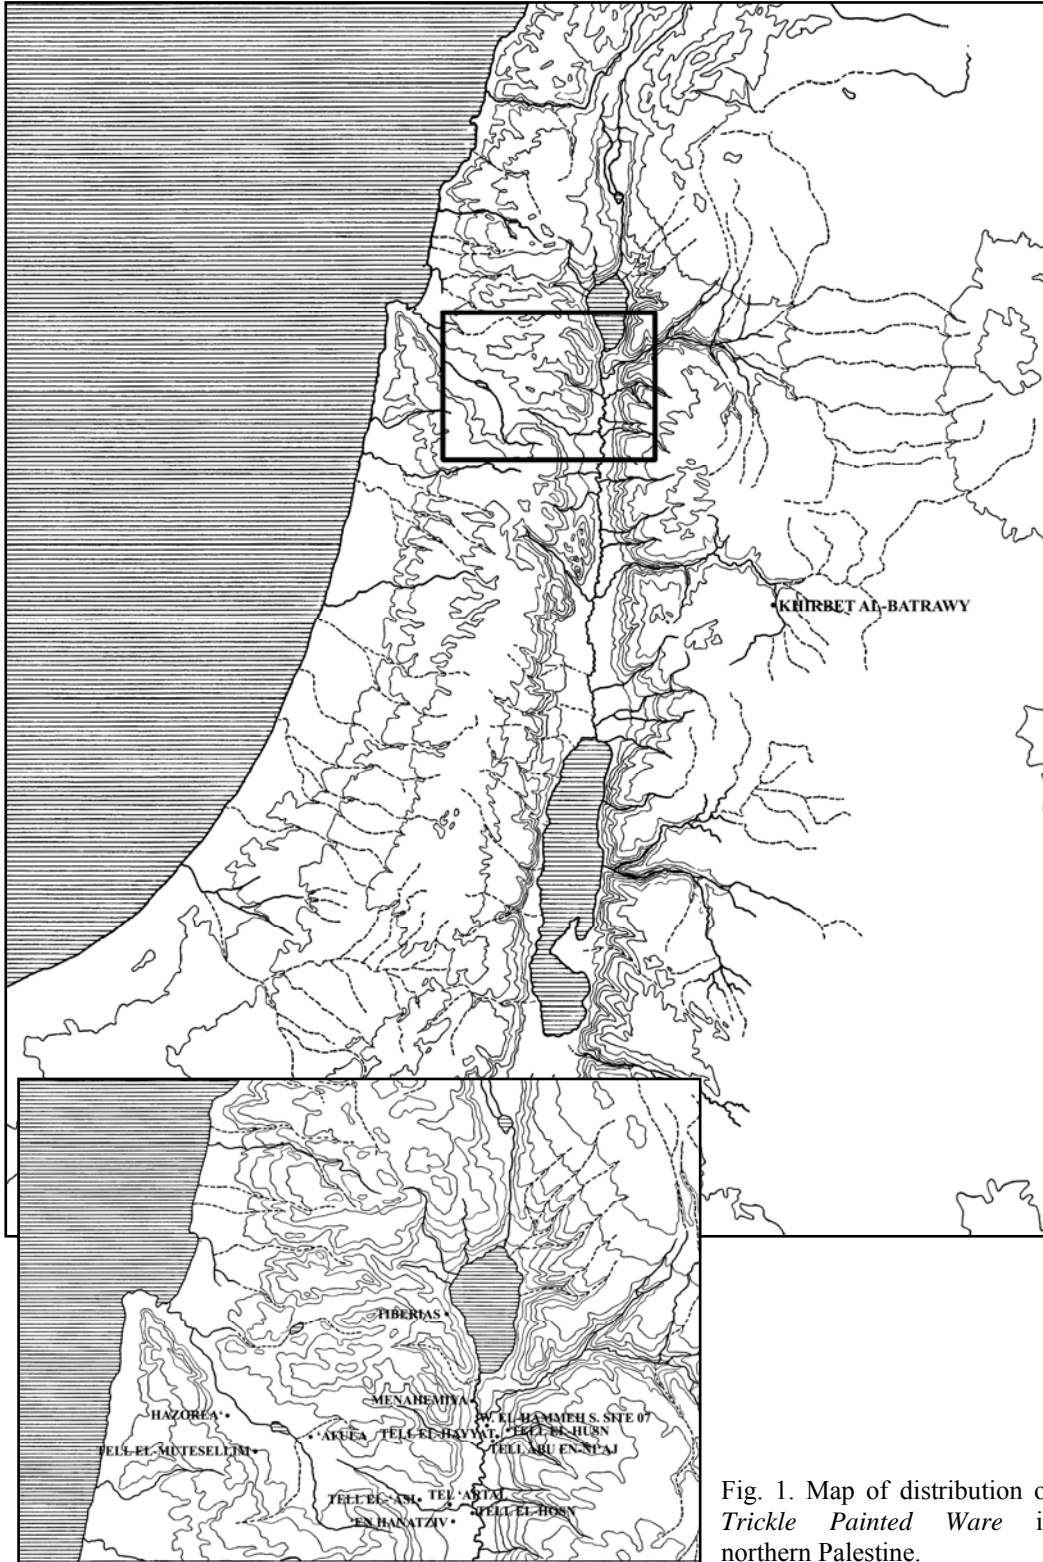 KHIRBET AL-BATRAWY
TIBERIAS
MENAHEMIYA
HAZOREA‘
W. EL-HAMMEH S. SITE 07
‘AFULA
TELL EL-HAYYAT
TELL EL-HUSN
TELL EL-MUTESELLIM
TELL ABU EN-NI‘AJ
TELL EL-‘ASI
TEL ‘ARTAL
TELL EL-HOSN
‘EN HANATZIV
Fig. 1. Map of distribution o
Trickle Painted Ware i
northern Palestine.